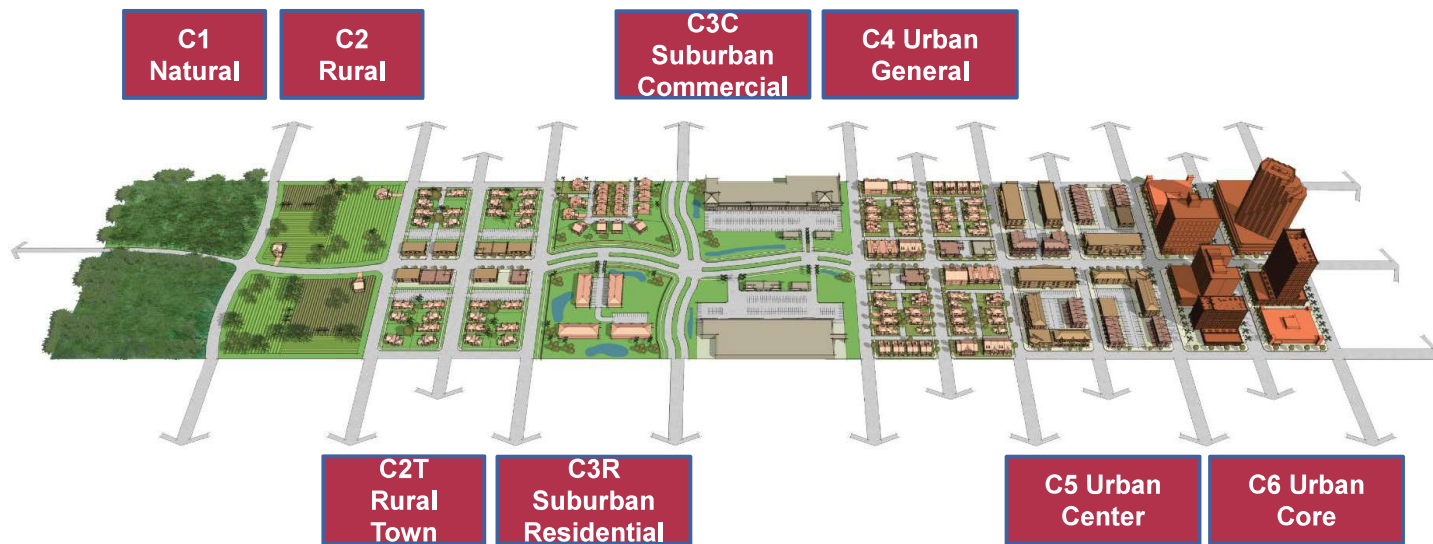 C1
Natural
C2
Rural
C3C
Suburban
Commercial
C4 Urban
General
C2T
Rural
Town
C3R
Suburban
Residential
C5 Urban
Center
C6 Urban
Core